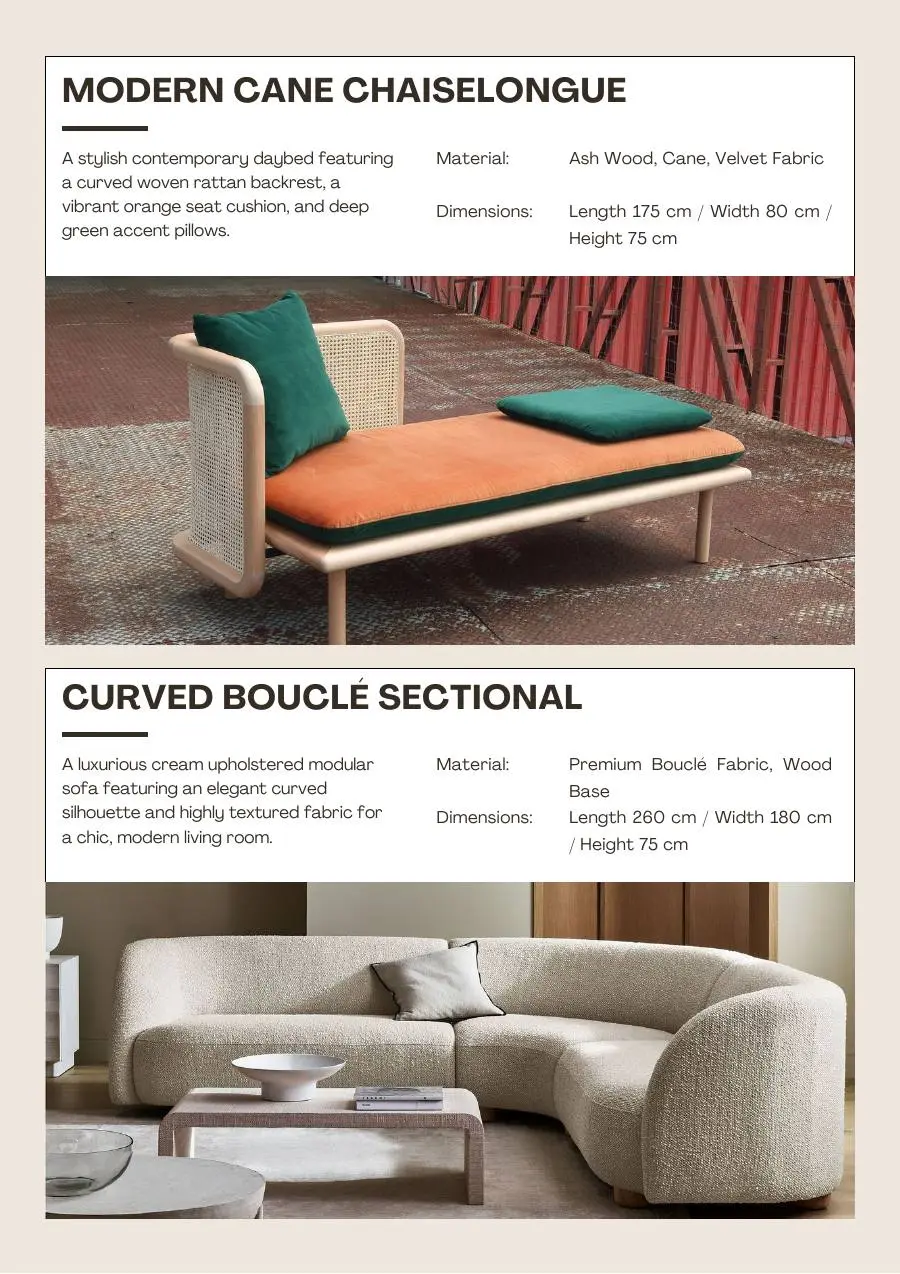 MODERN CANE CHAISELONGUE
A stylish contemporary daybed featuring
a curved woven rattan backrest, a
vibrant orange seat cushion, and deep
green accent pillows.
Material: Ash Wood, Cane, Velvet Fabric
Dimensions: Length 175 cm / Width 80 cm /
Height 75 cm
CURVED BOUCLÉ SECTIONAL
A luxurious cream upholstered modular
sofa featuring an elegant curved
silhouette and highly textured fabric for
a chic, modern living room.
Material: Premium Bouclé Fabric, Wood
Base
Dimensions: Length 260 cm / Width 180 cm
/ Height 75 cm